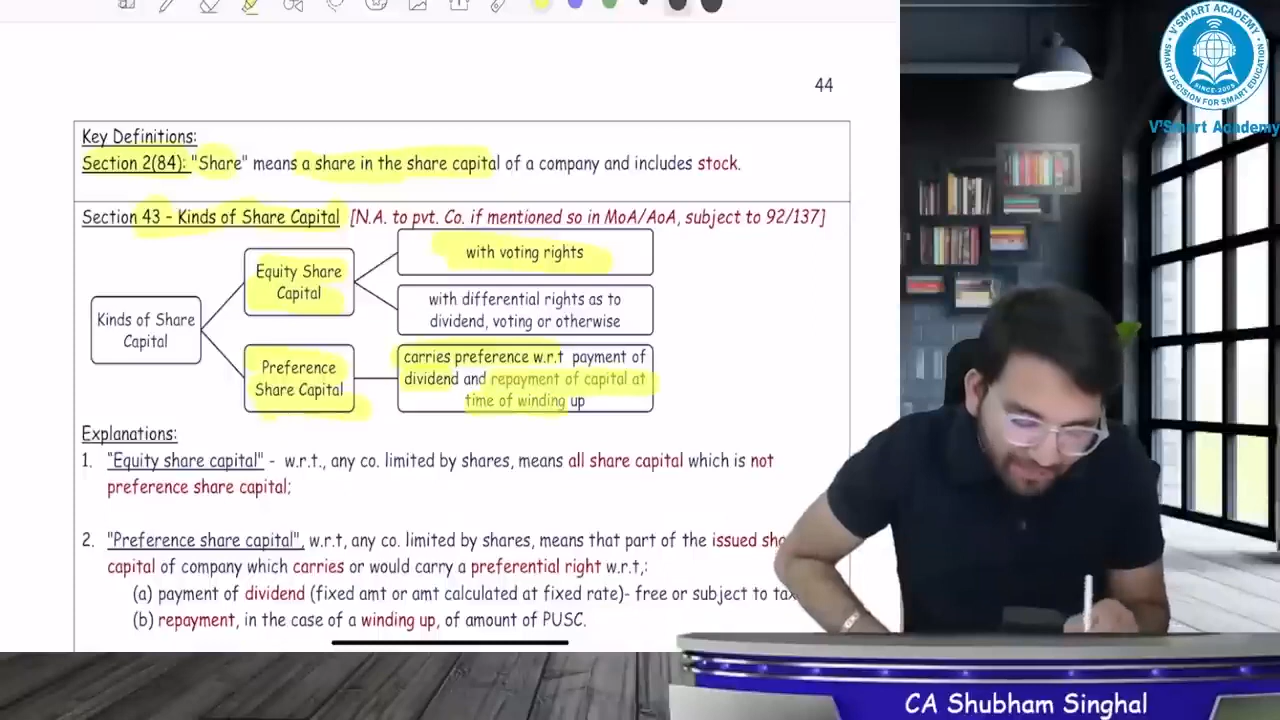 44
Key Definitions:
Section 2(84): "Share" means a share in the share capital of a company and includes stock.
Section 43 - Kinds of Share Capital [N.A. to pvt. Co. if mentioned so in MoA/AoA, subject to 92/137]
Kinds of Share
Capital
Equity Share
Capital
with voting rights
with differential rights as to
dividend, voting or otherwise
Preference
Share Capital
carries preference w.r.t payment of
dividend and repayment of capital at
time of winding up
Explanations:
1. "Equity share capital" - w.r.t., any co. limited by shares, means all share capital which is not
preference share capital;
2. "Preference share capital", w.r.t, any co. limited by shares, means that part of the issued sha
capital of company which carries or would carry a preferential right w.r.t,:
(a) payment of dividend (fixed amt or amt calculated at fixed rate)- free or subject to tax
(b) repayment, in the case of a winding up, of amount of PUSC.
V'SMART ACADEMY
SMART DECISION FOR SMART EDUCATION
SINCE-2005
V'Smart Academy
CA Shubham Singhal